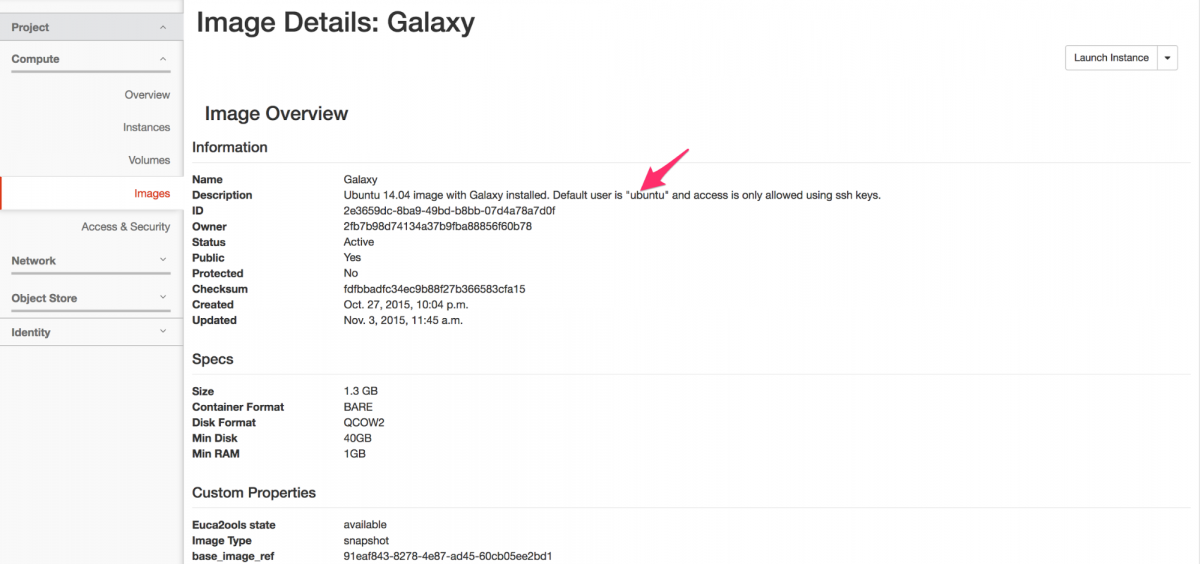 Project
Compute
Overview
Instances
Volumes
Images
Access & Security
Network
Object Store
Identity
Image Details: Galaxy
Launch Instance
Image Overview
Information
Name Galaxy
Description Ubuntu 14.04 image with Galaxy installed. Default user is "ubuntu" and access is only allowed using ssh keys.
ID 2e3659dc-8ba9-49bd-b8bb-07d4a78a7d0f
Owner 2fb7b98d74134a37b9fba88856f60b78
Status Active
Public Yes
Protected No
Checksum fdfbbadfc34ec9b88f27b366583cfa15
Created Oct. 27, 2015, 10:04 p.m.
Updated Nov. 3, 2015, 11:45 a.m.
Specs
Size 1.3 GB
Container Format BARE
Disk Format QCOW2
Min Disk 40GB
Min RAM 1GB
Custom Properties
Euca2ools state available
Image Type snapshot
base_image_ref 91eaf843-8278-4e87-ad45-60cb05ee2bd1